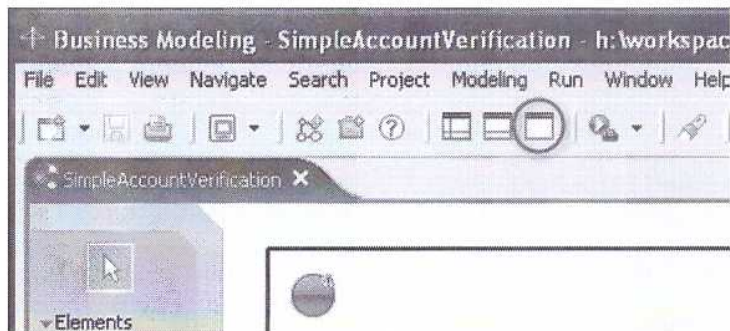 Business Modeling - SimpleAccountVerification - h:\workspac
File Edit View Navigate Search Project Modeling Run Window Help
SimpleAccountVerification
Elements